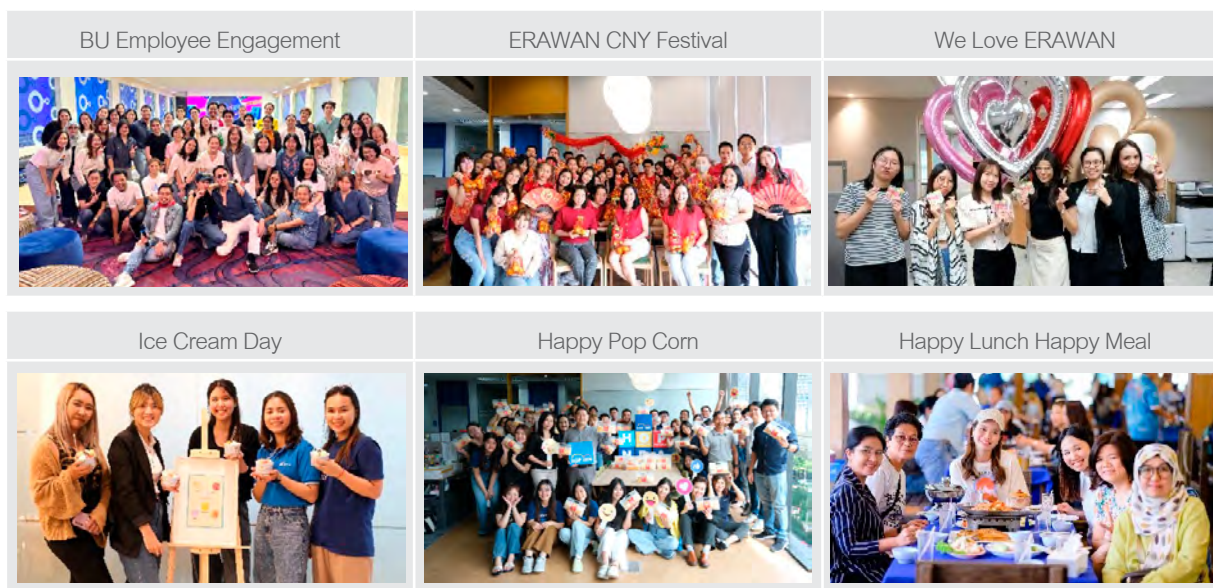 BU Employee Engagement
ERAWAN CNY Festival
We Love ERAWAN
Ice Cream Day
Happy Pop Corn
Happy Lunch Happy Meal